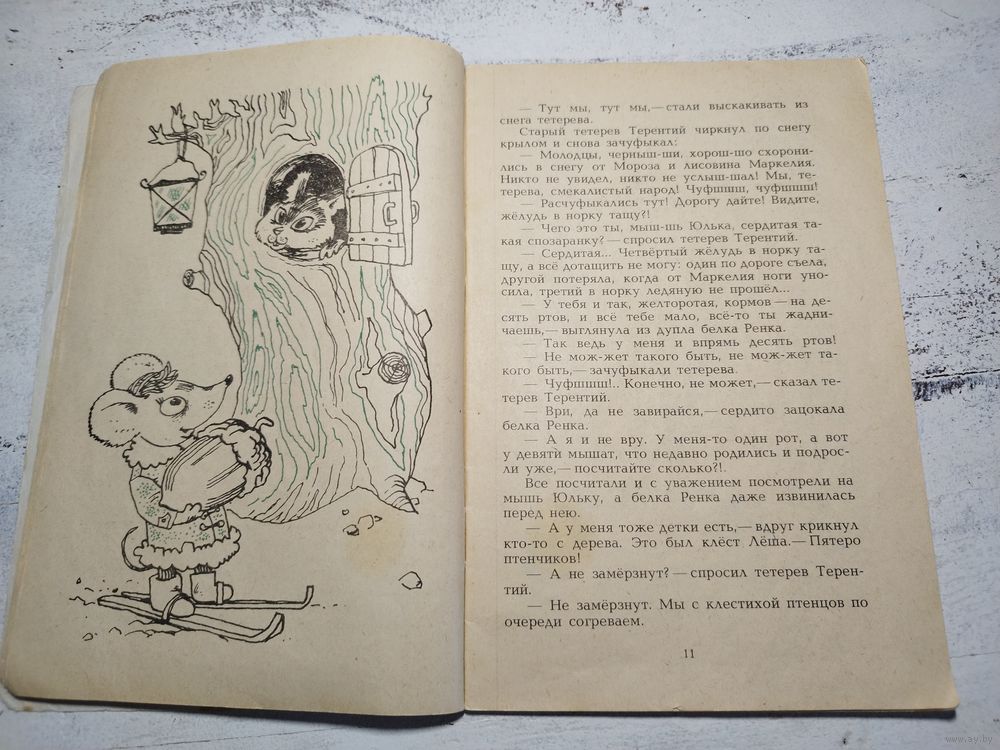 — Тут мы, тут мы,— стали выскакивать из
снега тетерева.
Старый тетерев Терентий чиркнул по снегу
крылом и снова зачуфыкал:
— Молодцы, черныш-ши, хорош-шо схорони-
лись в снегу от Мороза и лисовина Маркелия.
Никто не увидел, никто не услыш-шал! Мы, те-
терева, смекалистый народ! Чуфшшш, чуфшшш!
— Расчуфыкались тут! Дорогу дайте! Видите,
жёлудь в норку тащу?!
— Чего это ты, мыш-шь Юлька, сердитая та-
кая спозаранку? — спросил тетерев Терентий.
— Сердитая... Четвёртый жёлудь в норку та-
щу, а всё дотащить не могу: один по дороге съела,
другой потеряла, когда от Маркелия ноги уно-
сила, третий в норку ледяную не прошёл...
— У тебя и так, желторотая, кормов — на де-
сять ртов, и всё тебе мало, всё-то ты жадни-
чаешь,— выглянула из дупла белка Ренка.
— Так ведь у меня и впрямь десять ртов!
— Не мож-жет такого быть, не мож-жет та-
кого быть,— зачуфыкали тетерева.
— Чуфшшш!.. Конечно, не может,— сказал те-
терев Терентий.
— Ври, да не завирайся,— сердито зацокала
белка Ренка.
— А я и не вру. У меня-то один рот, а вот
у девяти мышат, что недавно родились и подрос-
ли уже,— посчитайте сколько?!.
Все посчитали и с уважением посмотрели на
мышь Юльку, а белка Ренка даже извинилась
перед нею.
— А у меня тоже детки есть,— вдруг крикнул
кто-то с дерева. Это был клёст Лёша.— Пятеро
птенчиков!
— А не замёрзнут? — спросил тетерев Терен-
тий.
— Не замёрзнут. Мы с клестихой птенцов по
очереди согреваем.
11
www.ay.by